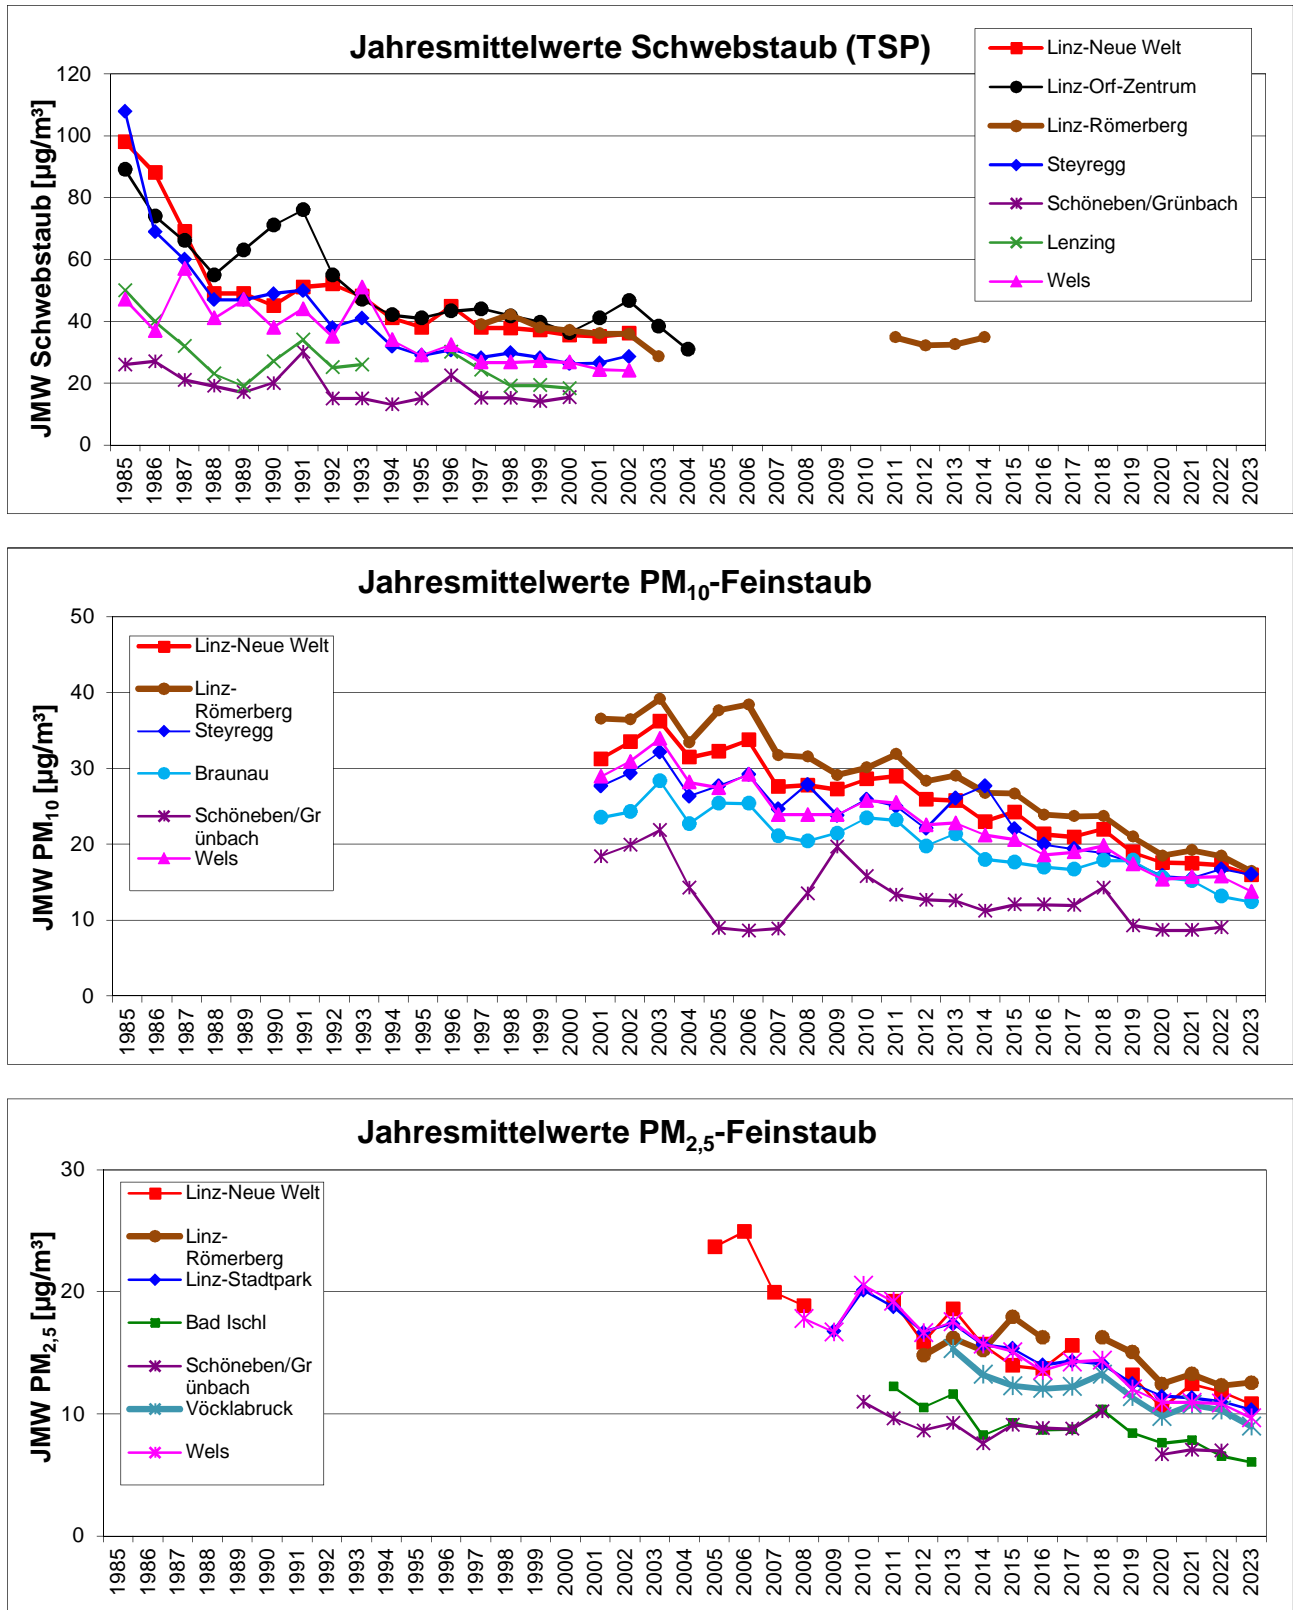 Jahresmittelwerte Schwebstaub (TSP)
JMW Schwebstaub [µg/m³]
120
100
80
60
40
20
0
Linz-Neue Welt
Linz-Orf-Zentrum
Linz-Römerberg
Steyregg
Schöneben/Grünbach
Lenzing
Wels
1985 1986 1987 1988 1989 1990 1991 1992 1993 1994 1995 1996 1997 1998 1999 2000 2001 2002 2003 2004 2005 2006 2007 2008 2009 2010 2011 2012 2013 2014 2015 2016 2017 2018 2019 2020 2021 2022 2023
Jahresmittelwerte PM₁₀-Feinstaub
JMW PM₁₀ [µg/m³]
50
40
30
20
10
0
Linz-Neue Welt
Linz-
Römerberg
Steyregg
Braunau
Schöneben/Gr
ünbach
Wels
1985 1986 1987 1988 1989 1990 1991 1992 1993 1994 1995 1996 1997 1998 1999 2000 2001 2002 2003 2004 2005 2006 2007 2008 2009 2010 2011 2012 2013 2014 2015 2016 2017 2018 2019 2020 2021 2022 2023
Jahresmittelwerte PM₂,₅-Feinstaub
JMW PM₂,₅ [µg/m³]
30
20
10
0
Linz-Neue Welt
Linz-
Römerberg
Linz-Stadtpark
Bad Ischl
Schöneben/Gr
ünbach
Vöcklabruck
Wels
1985 1986 1987 1988 1989 1990 1991 1992 1993 1994 1995 1996 1997 1998 1999 2000 2001 2002 2003 2004 2005 2006 2007 2008 2009 2010 2011 2012 2013 2014 2015 2016 2017 2018 2019 2020 2021 2022 2023